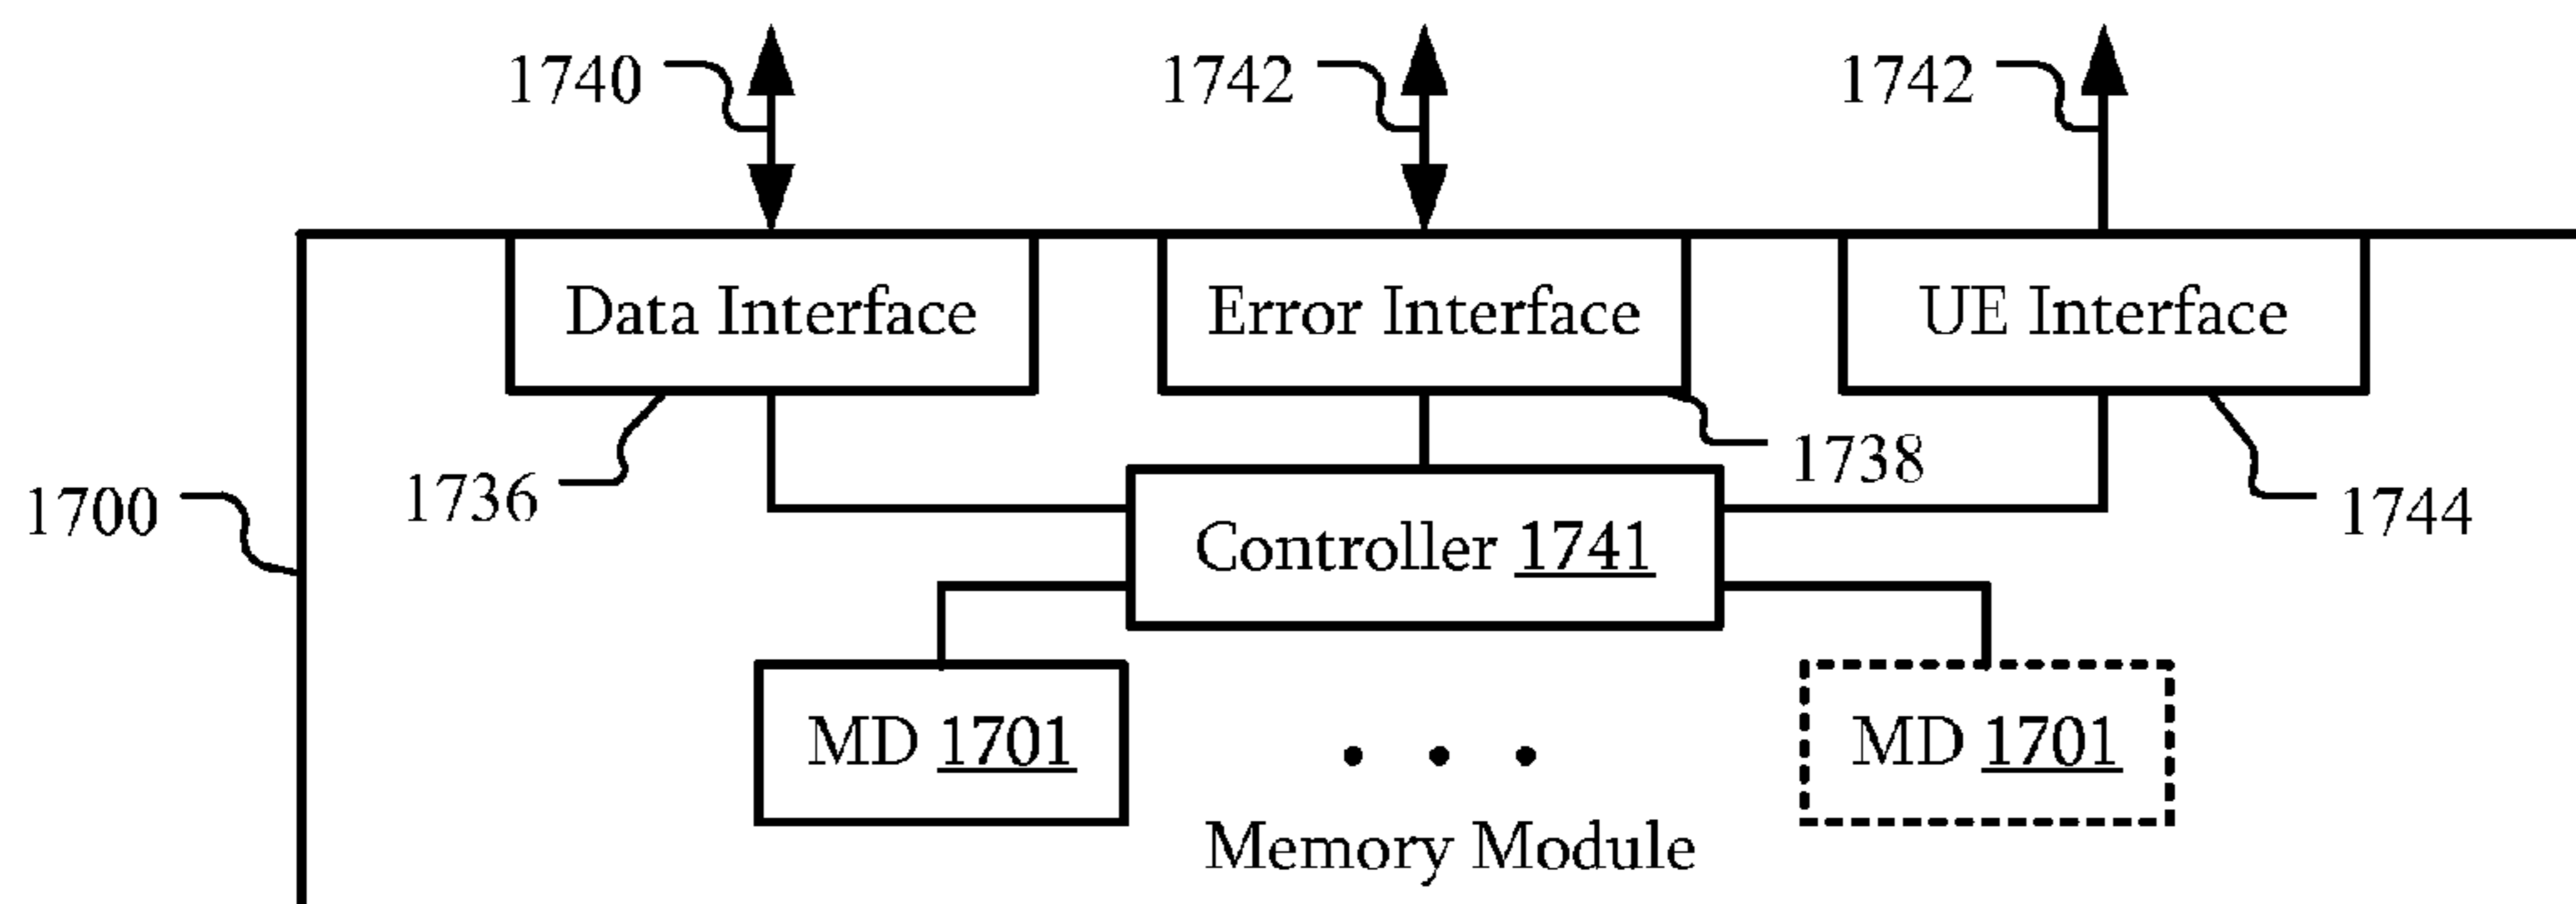 1740
1742
1742
Data Interface
Error Interface
UE Interface
1700
1736
1738
1744
Controller 1741
MD 1701
MD 1701
Memory Module